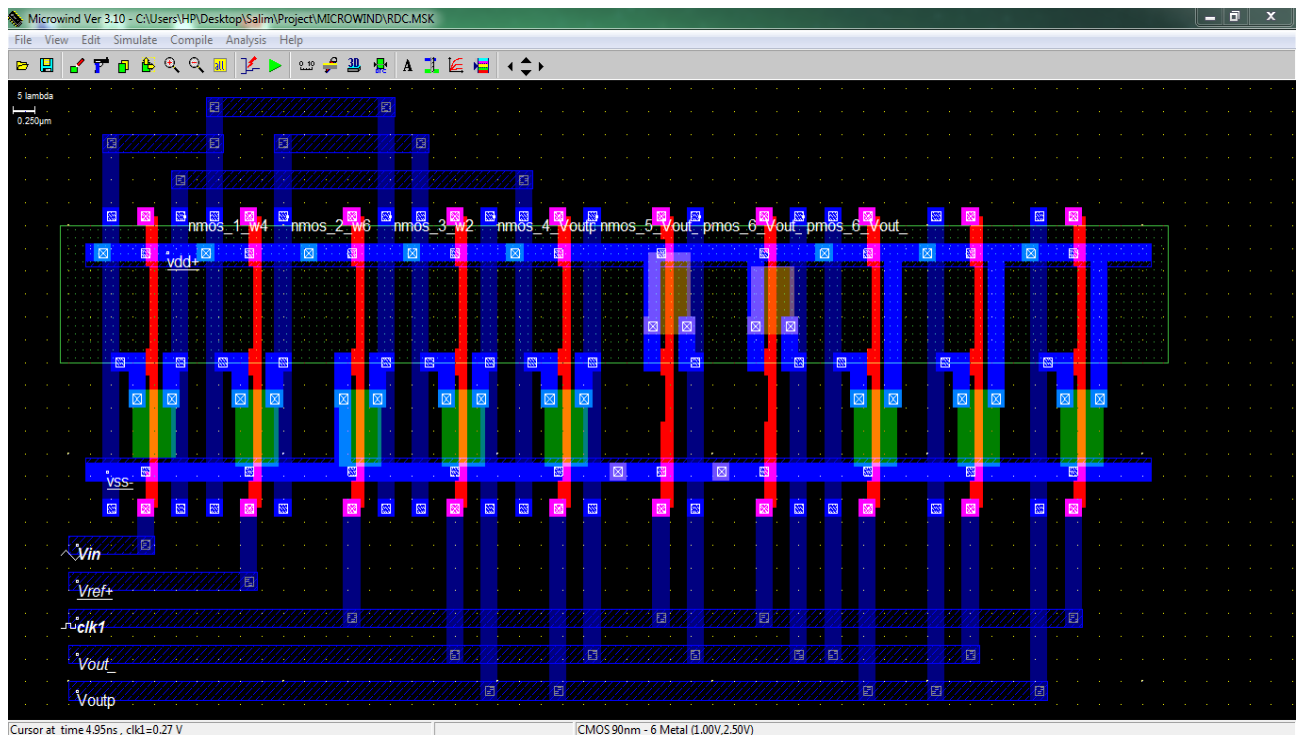 Microwind Ver 3.10 - C:\Users\HP\Desktop\Salim\Project\MICROWIND\RDC.MSK
File View Edit Simulate Compile Analysis Help
5 lambda
0.250µm
nmos_1_w4 nmos_2_w6 nmos_3_w2 nmos_4_Voutp nmos_5_Vout_ pmos_6_Vout_ pmos_6_Vout_
vdd+
vss-
Vin
Vref+
clk1
Vout_
Voutp
Cursor at time 4.95ns , clk1=0.27 V CMOS 90nm - 6 Metal (1.00V,2.50V)